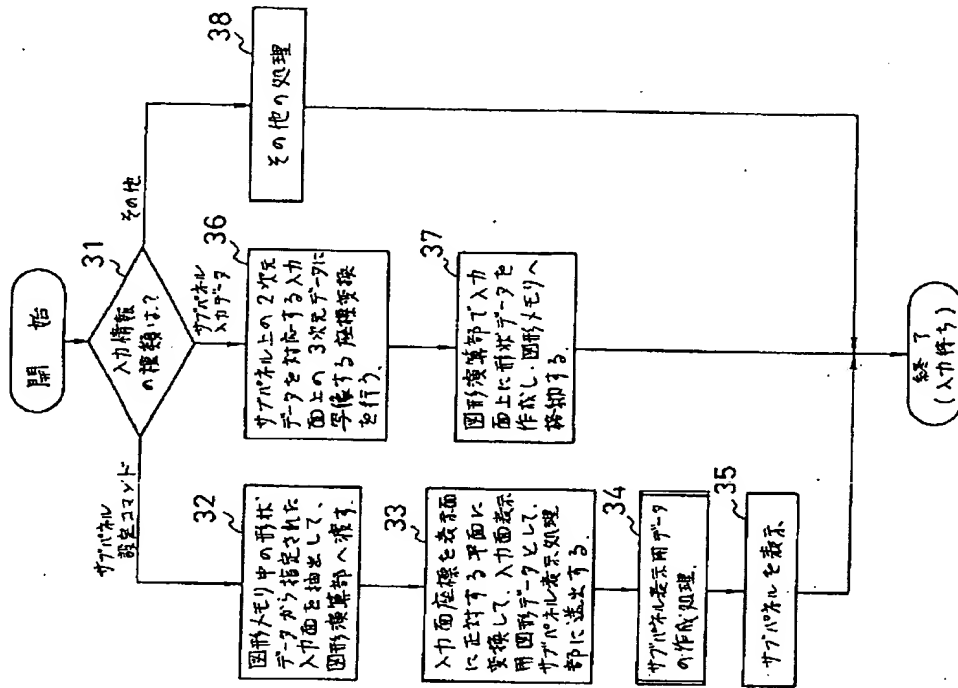 開 始
31
入力情報
の種類は?
サブパネル
設定コマンド
サブパネル
入力データ
その他
32
図形メモリ中の形状
データから指定された
入力面を抽出して、
図形演算部へ渡す.
33
入力面座標を表示面
に正対する平面に
変換して、入力面表示
用図形データとして、
サブパネル表示処理
部に送出する.
34
サブパネル表示用データ
の作成処理.
35
サブパネルを表示
36
サブパネル上の2次元
データを対応する入力
面上の3次元データに
写像する座標変換
を行う.
37
図形演算部で入力
面上に形状データを
作成し、図形メモリへ
格納する.
38
その他の処理
終了
(入力待ち)